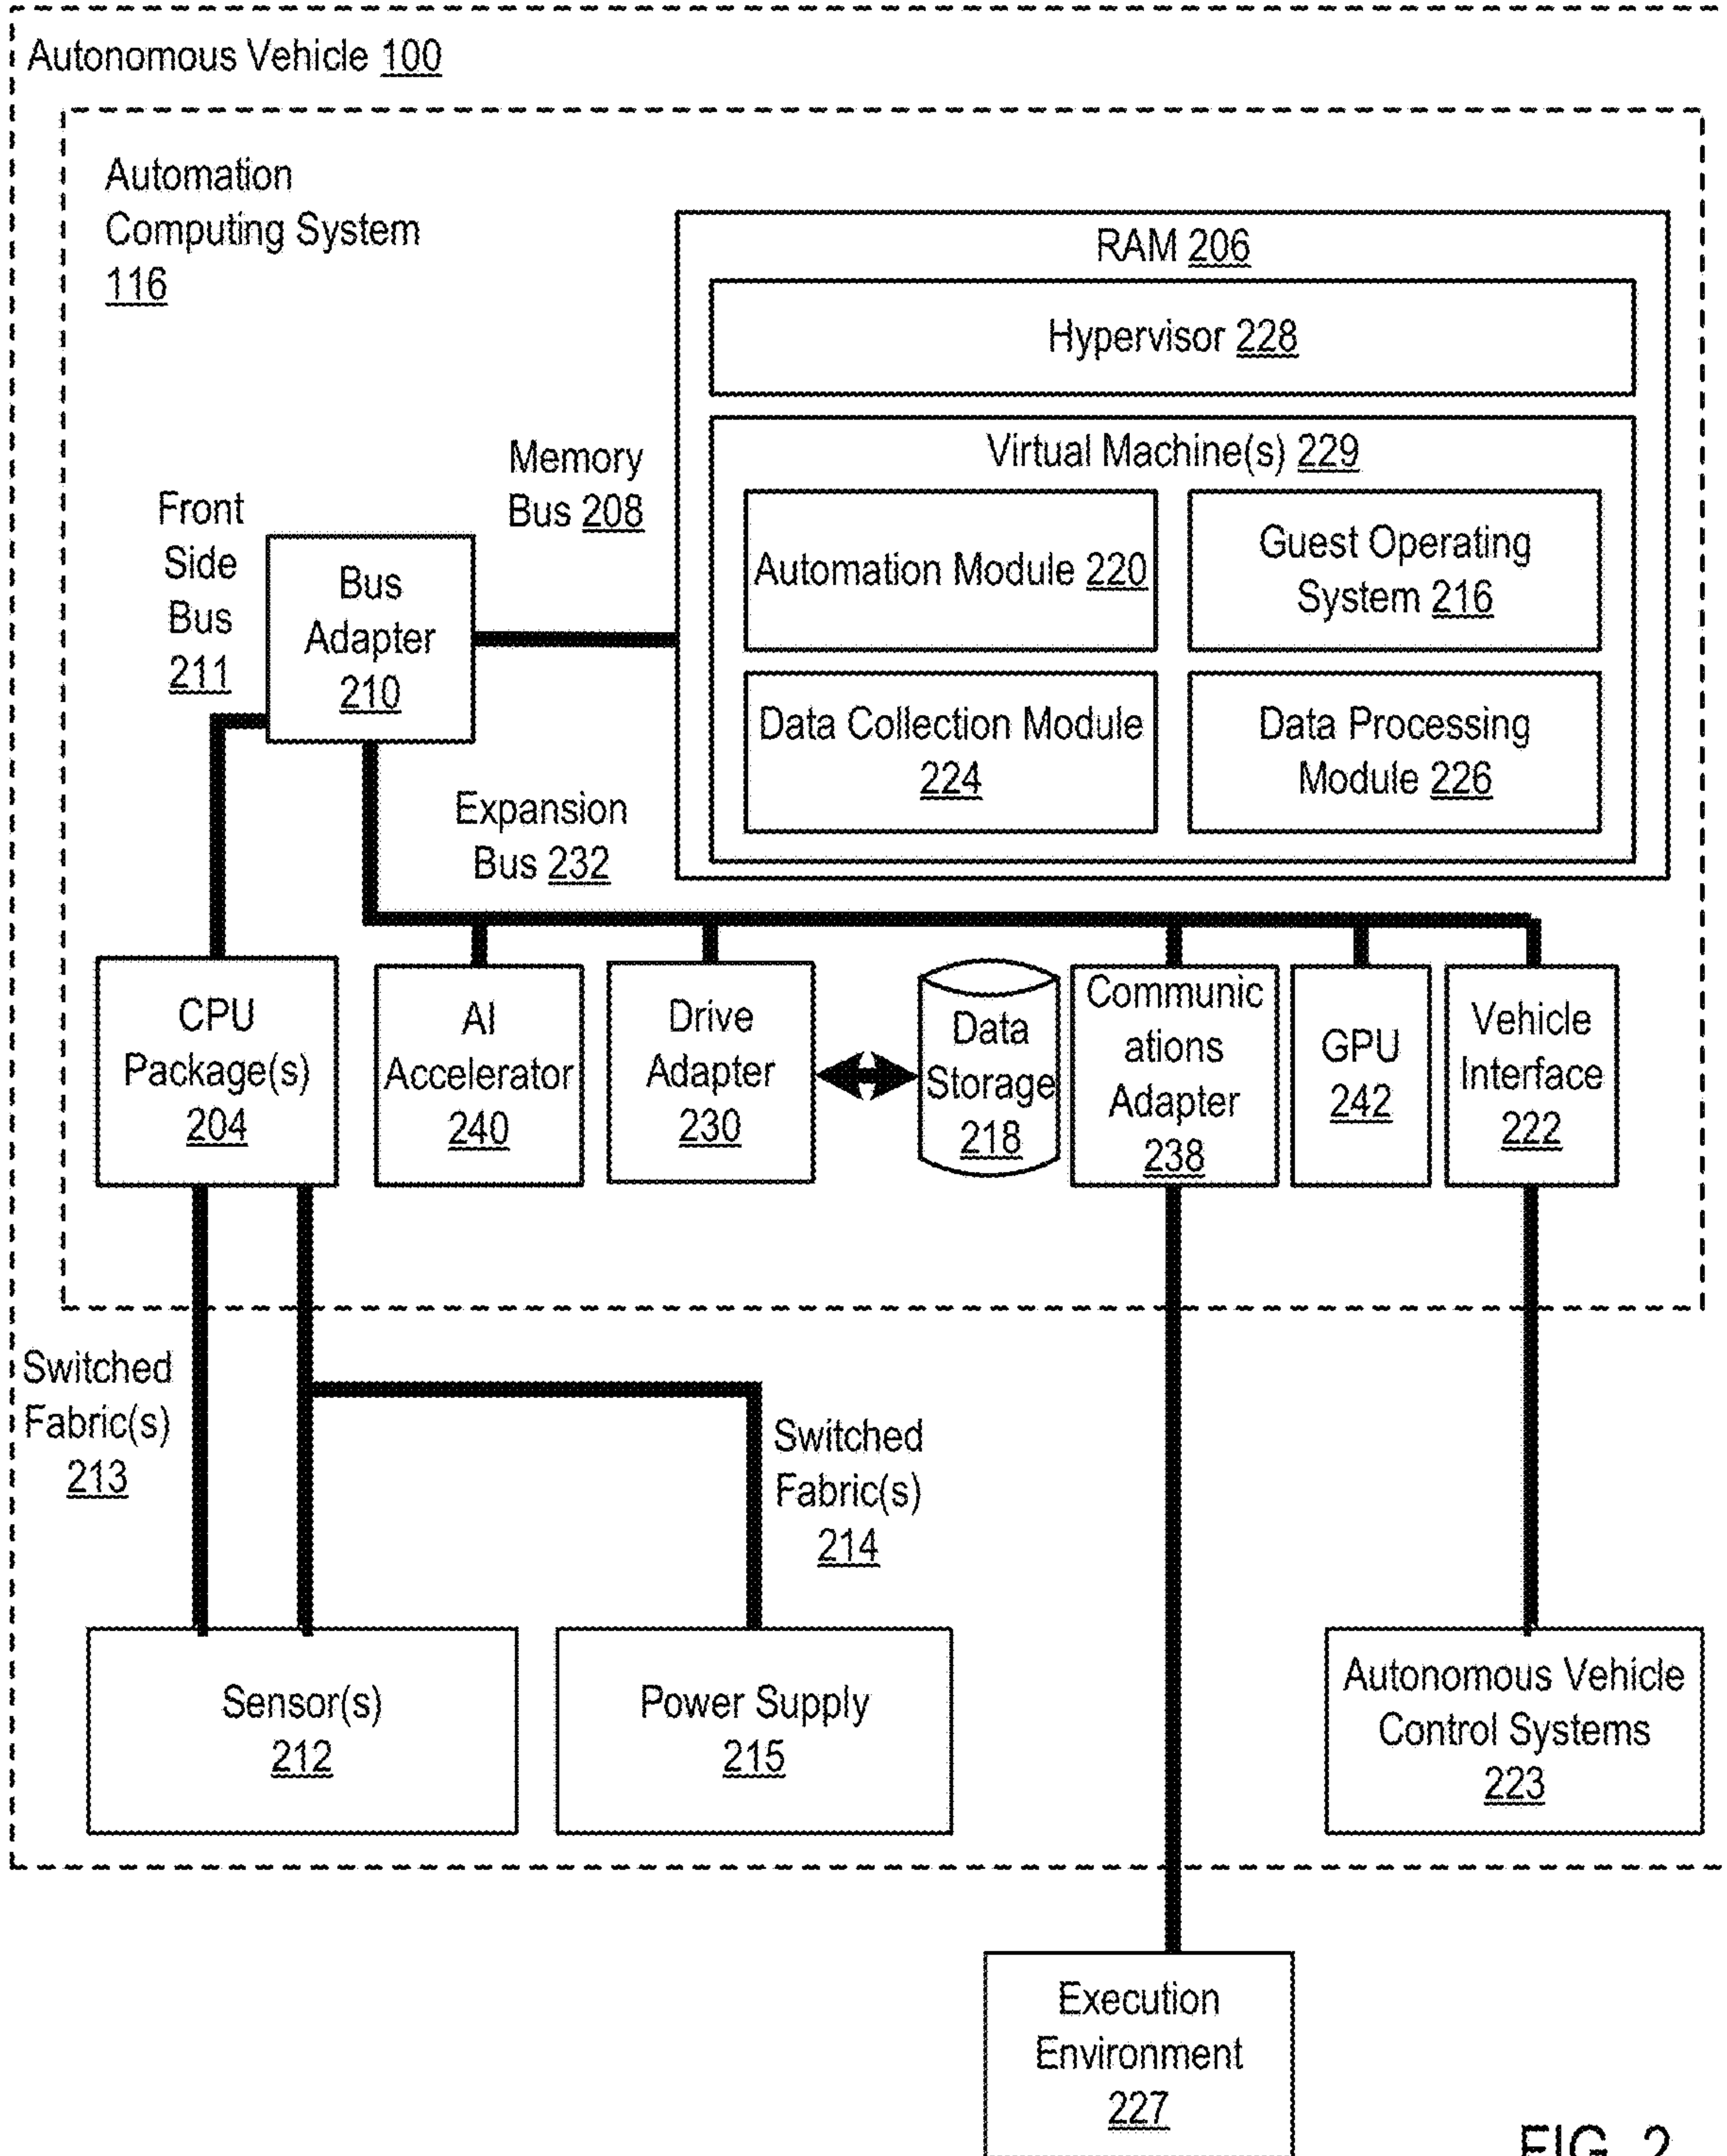 Autonomous Vehicle 100
Automation
Computing System
116
RAM 206
Hypervisor 228
Virtual Machine(s) 229
Automation Module 220
Guest Operating
System 216
Data Collection Module
224
Data Processing
Module 226
Memory
Bus 208
Front
Side
Bus
211
Bus
Adapter
210
Expansion
Bus 232
CPU
Package(s)
204
AI
Accelerator
240
Drive
Adapter
230
Data
Storage
218
Communic
ations
Adapter
238
GPU
242
Vehicle
Interface
222
Switched
Fabric(s)
213
Switched
Fabric(s)
214
Sensor(s)
212
Power Supply
215
Autonomous Vehicle
Control Systems
223
Execution
Environment
227
FIG. 2